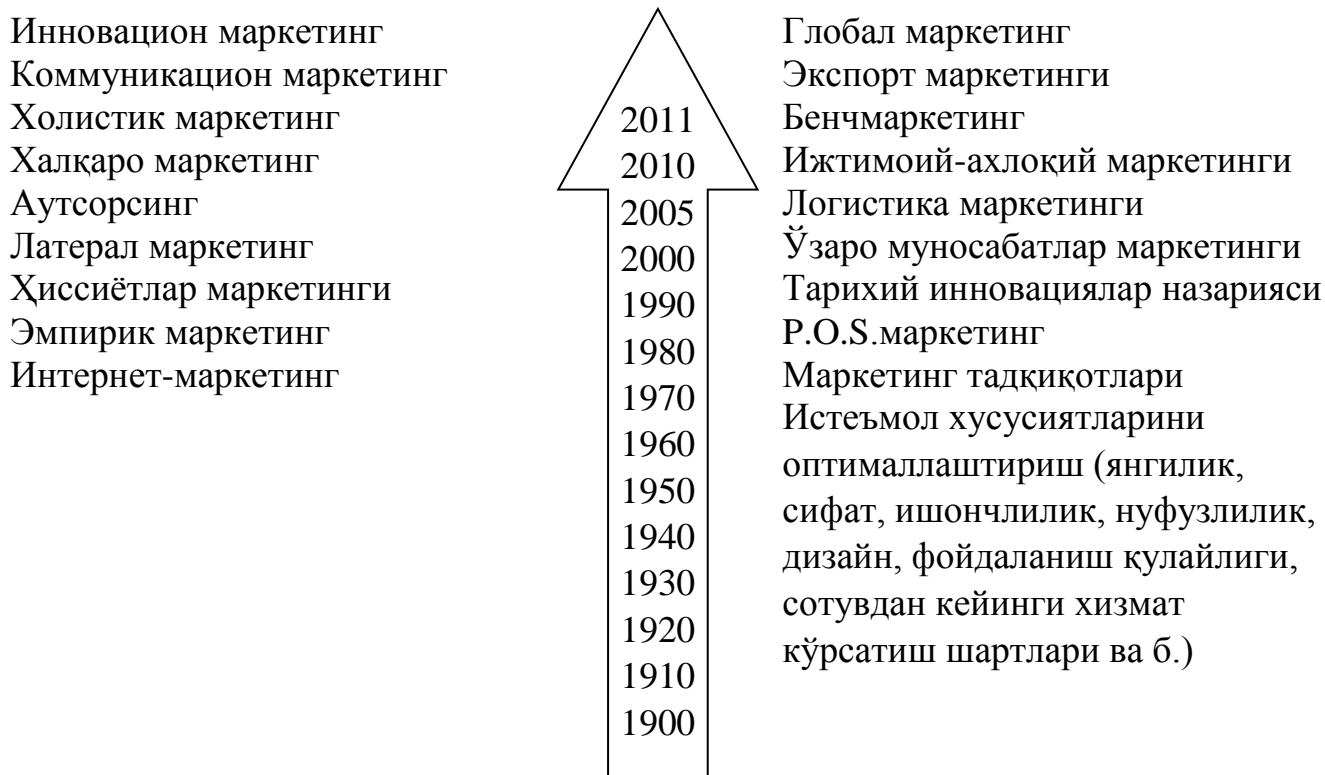 Инновацион маркетинг
Коммуникацион маркетинг
Холистик маркетинг
Халқаро маркетинг
Аутсорсинг
Латерал маркетинг
Ҳиссиётлар маркетинги
Эмпирик маркетинг
Интернет-маркетинг
2011
2010
2005
2000
1990
1980
1970
1960
1950
1940
1930
1920
1910
1900
Глобал маркетинг
Экспорт маркетинги
Бенчмаркетинг
Ижтимоий-ахлоқий маркетинги
Логистика маркетинги
Ўзаро муносабатлар маркетинги
Тарихий инновациялар назарияси
P.O.S.маркетинг
Маркетинг тадқиқотлари
Истеъмол хусусиятларини
оптималлаштириш (янгилик,
сифат, ишончлилик, нуфузлилик,
дизайн, фойдаланиш қулайлиги,
сотувдан кейинги хизмат
кўрсатиш шартлари ва б.)